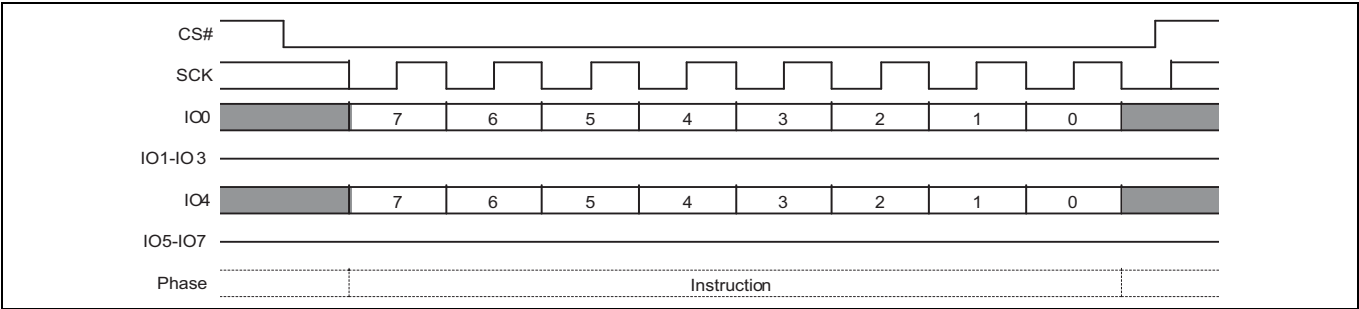 CS#
SCK
IO0 7 6 5 4 3 2 1 0
IO1-IO3
IO4 7 6 5 4 3 2 1 0
IO5-IO7
Phase Instruction